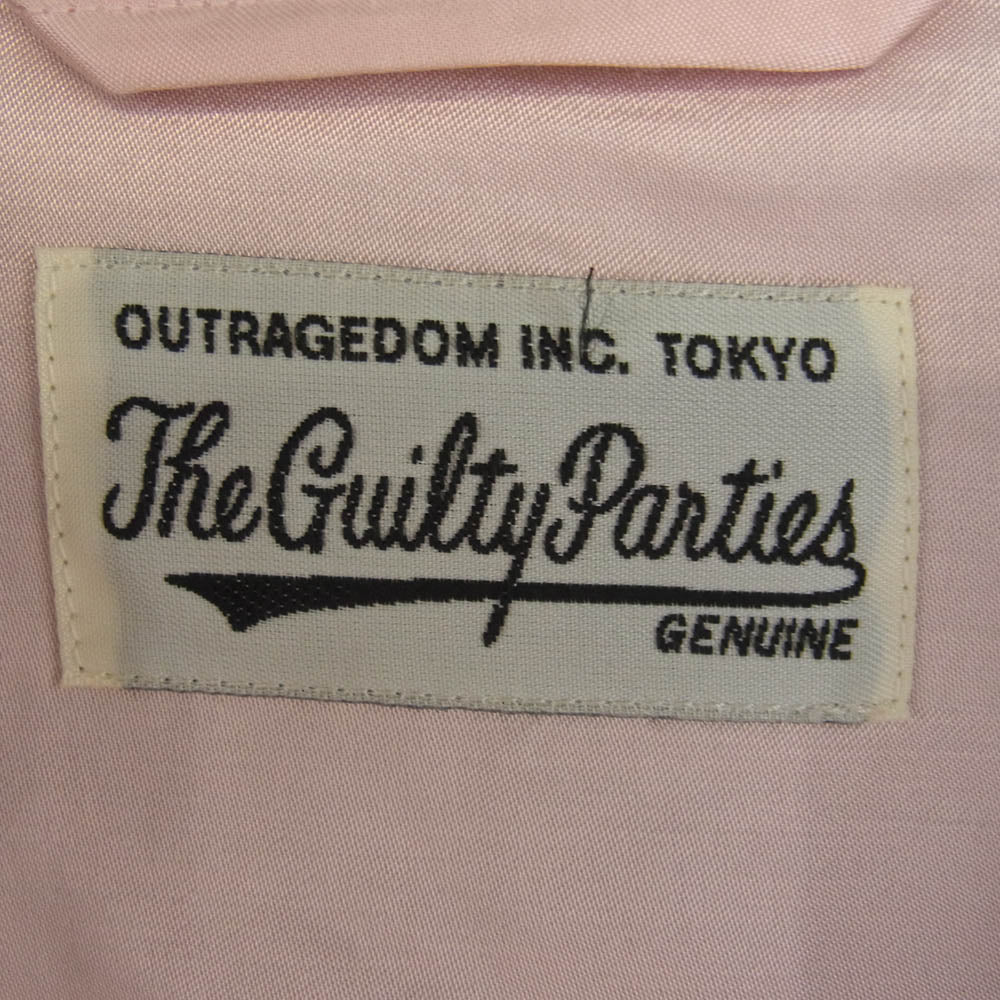 OUTRAGEDOM INC. TOKYO
The Guilty Parties
GENUINE